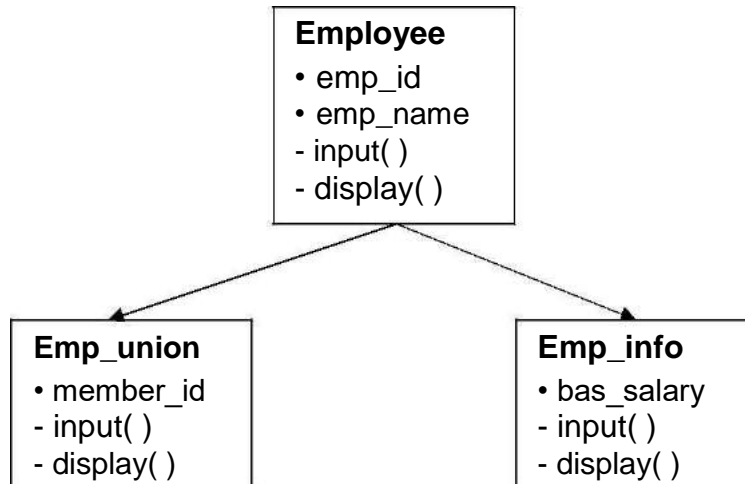 Employee
• emp_id
• emp_name
- input( )
- display( )
Emp_union
• member_id
- input( )
- display( )
Emp_info
• bas_salary
- input( )
- display( )